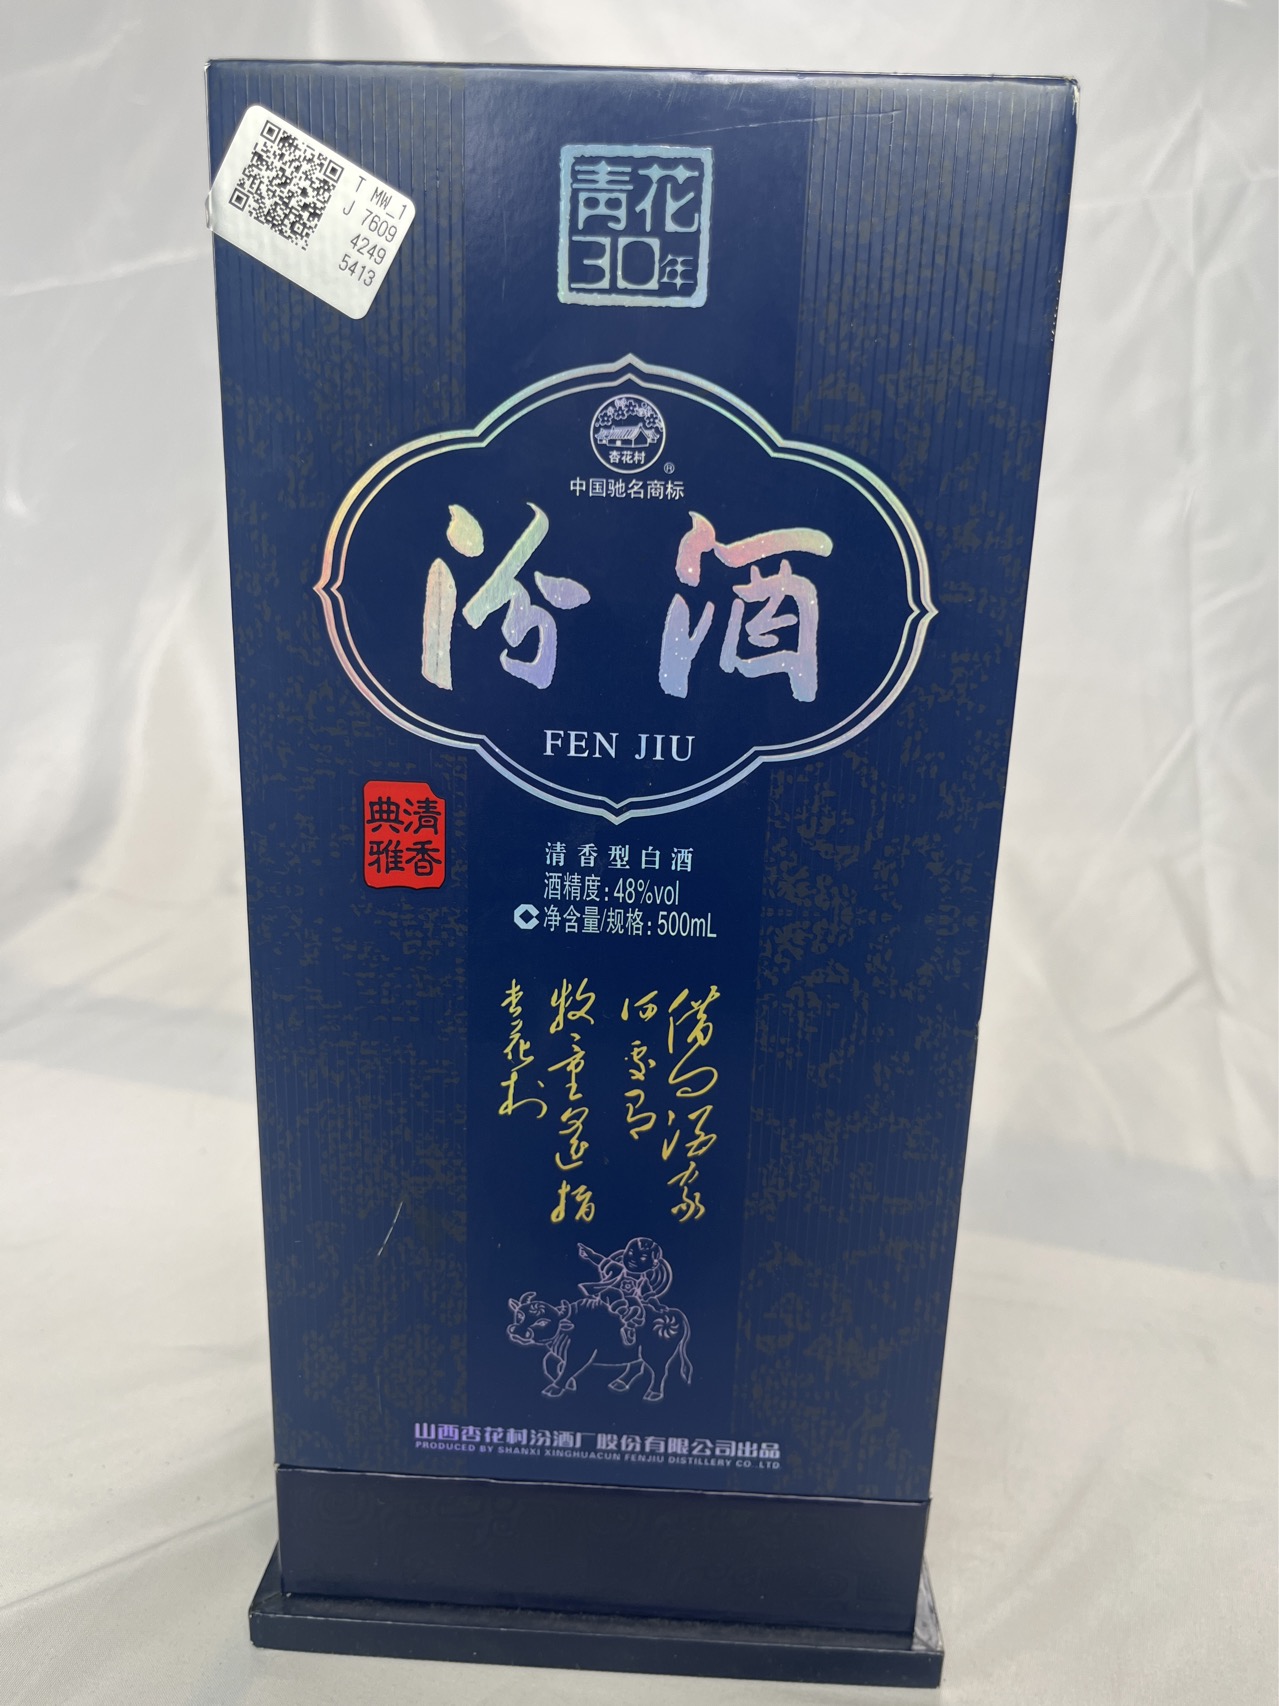 T MW_1
J 7609
4249
5413
青花
30年
杏花村
®
中国驰名商标
汾酒
FEN JIU
清香
典雅
清香型白酒
酒精度:48%vol
净含量/规格:500mL
借问酒家
何处有
牧童遥指
杏花村
山西杏花村汾酒厂股份有限公司出品
PRODUCED BY SHANXI XINGHUACUN FENJIU DISTILLERY CO.,LTD.